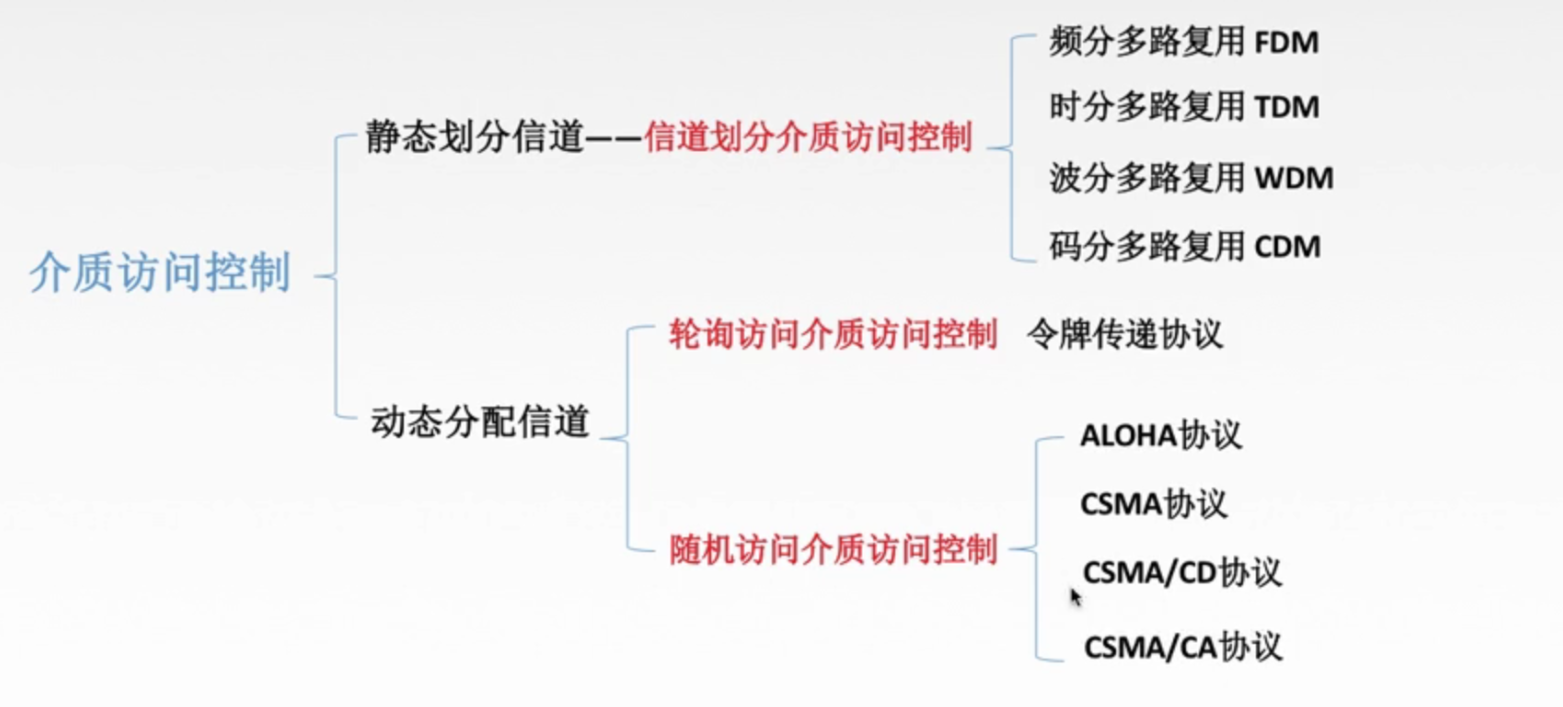 介质访问控制
静态划分信道——信道划分介质访问控制
频分多路复用 FDM
时分多路复用 TDM
波分多路复用 WDM
码分多路复用 CDM
动态分配信道
轮询访问介质访问控制 令牌传递协议
随机访问介质访问控制
ALOHA协议
CSMA协议
CSMA/CD协议
CSMA/CA协议